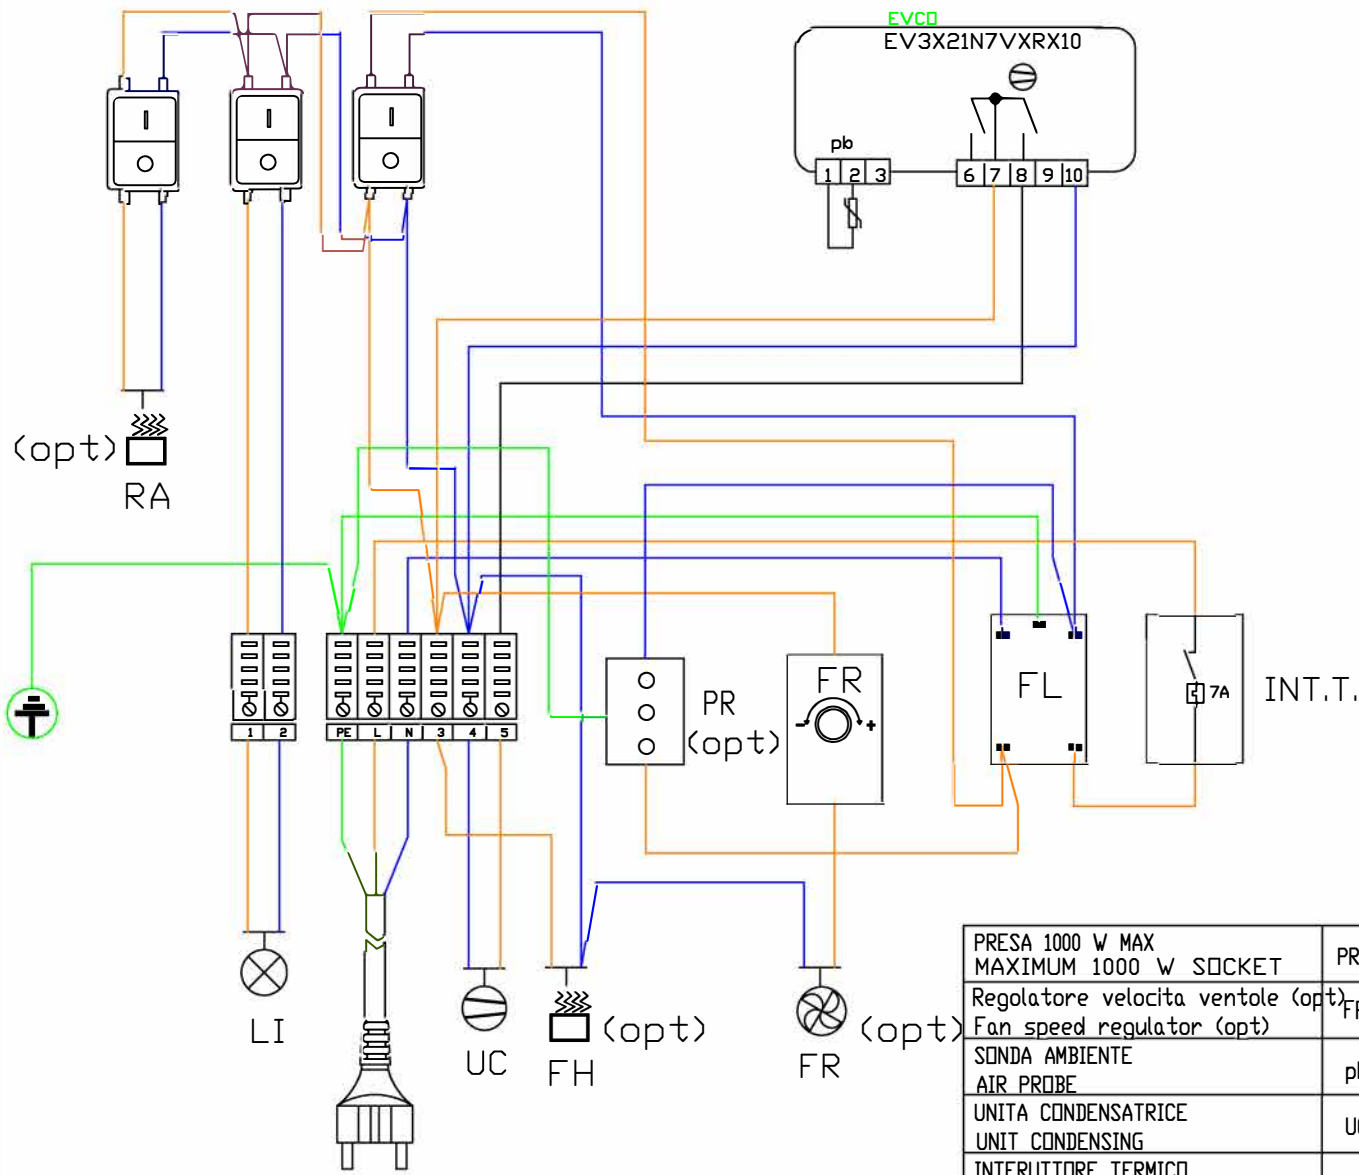 EVCO
EV3X21N7VXRX10
pb
1 2 3
6 7 8 9 10
(opt)
RA
PR
(opt)
FR
- +
FL
7A
INT.T.
1 2
PE L N 3 4 5
LI
UC
FH
(opt)
FR
(opt)
PRESA 1000 W MAX
MAXIMUM 1000 W SOCKET
PR
Regolatore velocita ventole (opt)
Fan speed regulator (opt)
SONDA AMBIENTE
AIR PROBE
UNITA CONDENSATRICE
UNIT CONDENSING
INTERUTTORE TERMICO